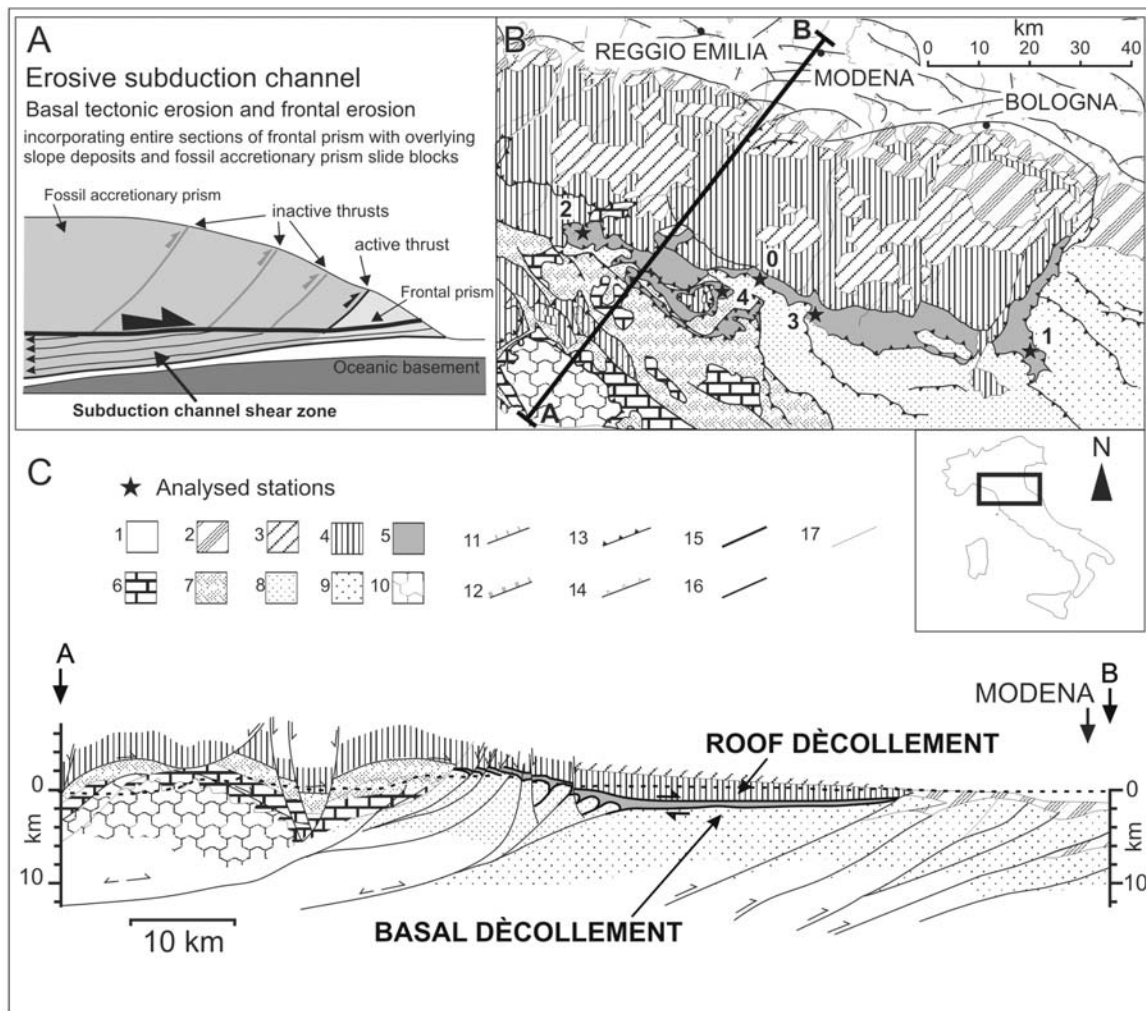 A
Erosive subduction channel
Basal tectonic erosion and frontal erosion
incorporating entire sections of frontal prism with overlying
slope deposits and fossil accretionary prism slide blocks
Fossil accretionary prism
inactive thrusts
active thrust
Frontal prism
Oceanic basement
Subduction channel shear zone
B
B
km
0 10 20 30 40
REGGIO EMILIA
MODENA
BOLOGNA
2
0
4
3
1
A
C
★ Analysed stations
1 2 3 4 5 11 13 15 17
6 7 8 9 10 12 14 16
N
A
B
MODENA
ROOF DÈCOLLEMENT
0
km
10
0
km
10
BASAL DÈCOLLEMENT
10 km